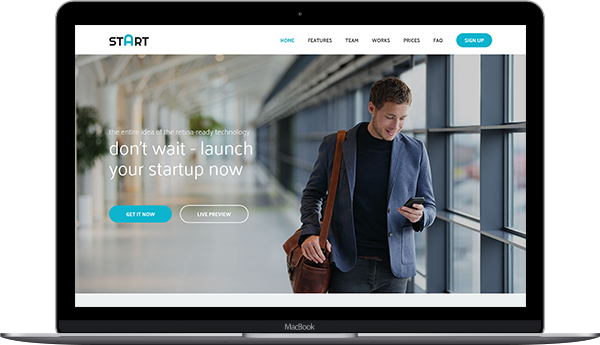 START
HOME FEATURES TEAM WORKS PRICES FAQ SIGN UP
the entire idea of the retina-ready technology
don't wait - launch
your startup now
GET IT NOW LIVE PREVIEW
MacBook